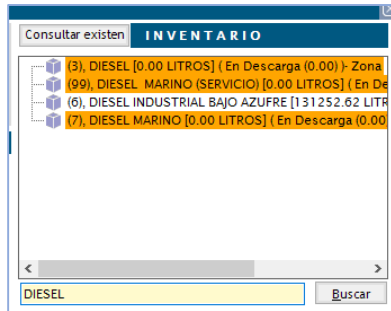 Consultar existen INVENTARIO
(3), DIESEL [0.00 LITROS] ( En Descarga (0.00) )- Zona
(99), DIESEL MARINO (SERVICIO) [0.00 LITROS] ( En De
(6), DIESEL INDUSTRIAL BAJO AZUFRE [131252.62 LITR
(7), DIESEL MARINO [0.00 LITROS] ( En Descarga (0.00)
DIESEL Buscar